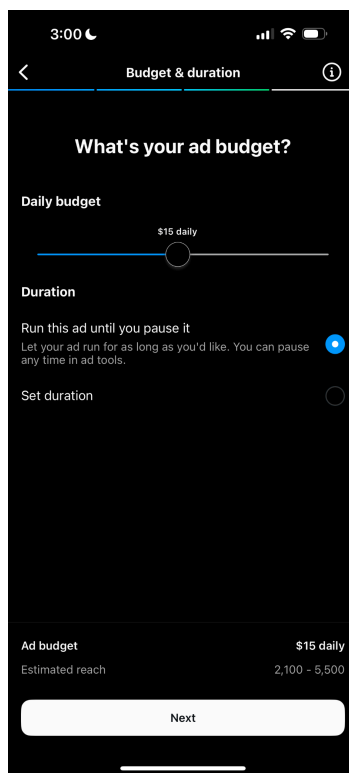 3:00
Budget & duration
What's your ad budget?
Daily budget
$15 daily
Duration
Run this ad until you pause it
Let your ad run for as long as you'd like. You can pause
any time in ad tools.
Set duration
Ad budget $15 daily
Estimated reach 2,100 - 5,500
Next